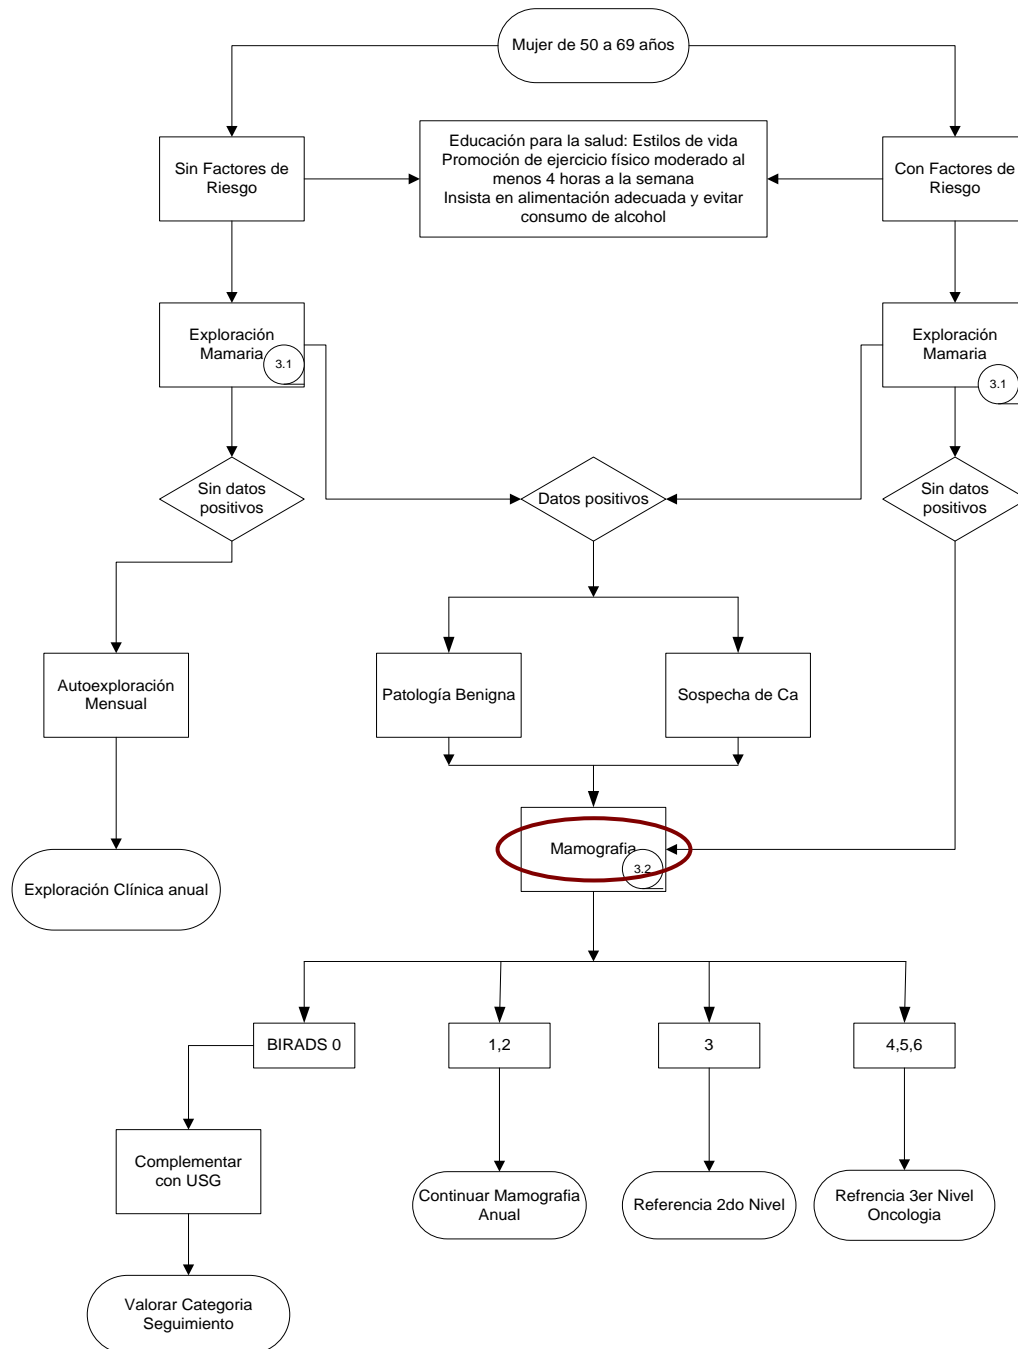 Mujer de 50 a 69 años
Sin Factores de
Riesgo
Educación para la salud: Estilos de vida
Promoción de ejercicio físico moderado al
menos 4 horas a la semana
Insista en alimentación adecuada y evitar
consumo de alcohol
Con Factores de
Riesgo
Exploración
Mamaria
3.1
Exploración
Mamaria
3.1
Sin datos
positivos
Datos positivos
Sin datos
positivos
Autoexploración
Mensual
Patología Benigna
Sospecha de Ca
Mamografia
3.2
Exploración Clínica anual
BIRADS 0
1,2
3
4,5,6
Complementar
con USG
Continuar Mamografia
Anual
Referencia 2do Nivel
Refrencia 3er Nivel
Oncologia
Valorar Categoria
Seguimiento